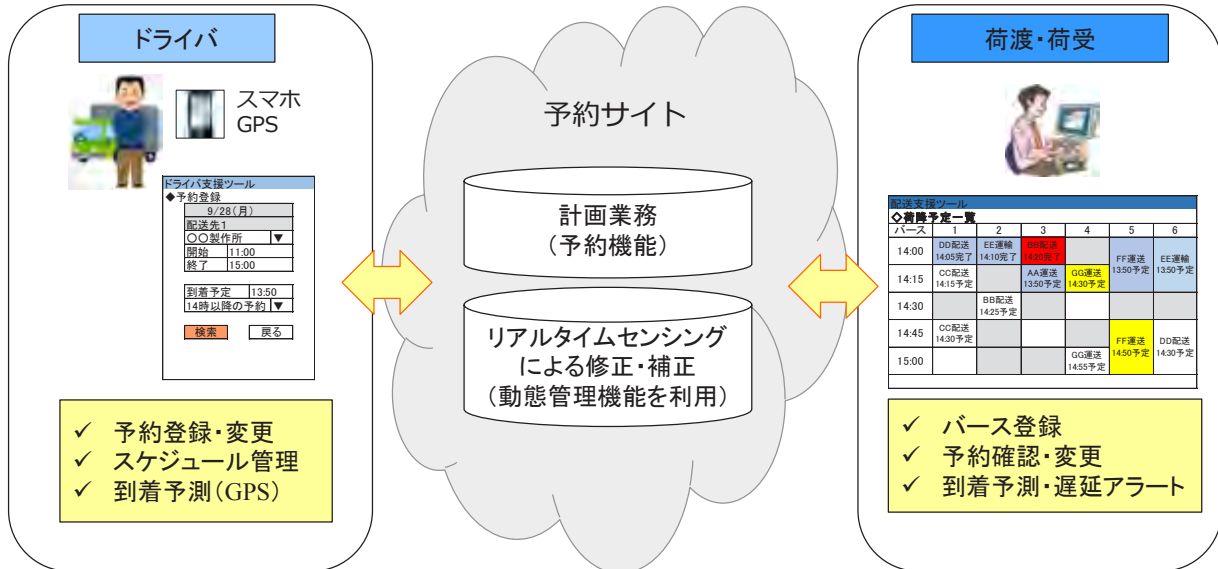 ドライバ
スマホ
GPS
ドライバ支援ツール
◆予約登録
9/28(月)
配送先1
〇〇製作所 ▼
開始 11:00
終了 15:00
到着予定 13:50
14時以降の予約 ▼
検索 戻る
✓ 予約登録・変更
✓ スケジュール管理
✓ 到着予測(GPS)
予約サイト
計画業務
(予約機能)
リアルタイムセンシング
による修正・補正
(動態管理機能を利用)
荷渡・荷受
配送支援ツール
◇荷降予定一覧
バース 1 2 3 4 5 6
14:00 DD配送 EE運輸 BB配送 FF運送 EE運輸
14:05完了 14:10完了 14:20完了 13:50予定 13:50予定
14:15 CC配送 AA運送 GG運送
14:15予定 13:50予定 14:30予定
14:30 BB配送
14:25予定
14:45 CC配送 FF運送 DD配送
14:30予定 14:50予定 14:30予定
15:00 GG運送
14:55予定
✓ バース登録
✓ 予約確認・変更
✓ 到着予測・遅延アラート